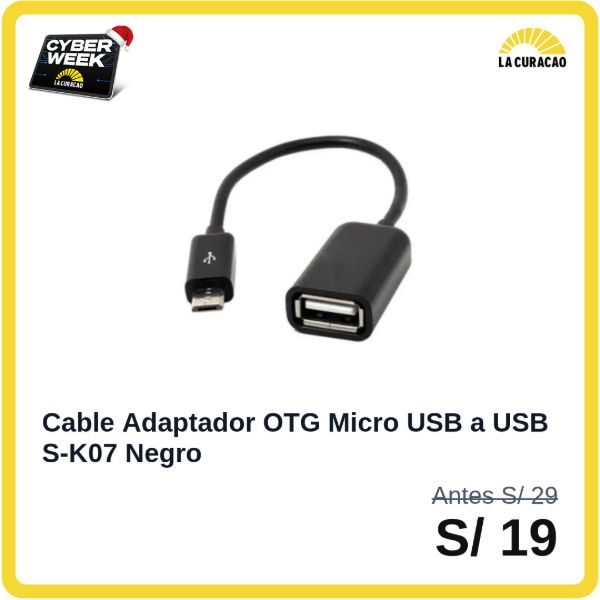 CYBER
WEEK
LA CURACAO
LA CURACAO
Cable Adaptador OTG Micro USB a USB
S-K07 Negro
Antes S/ 29
S/ 19